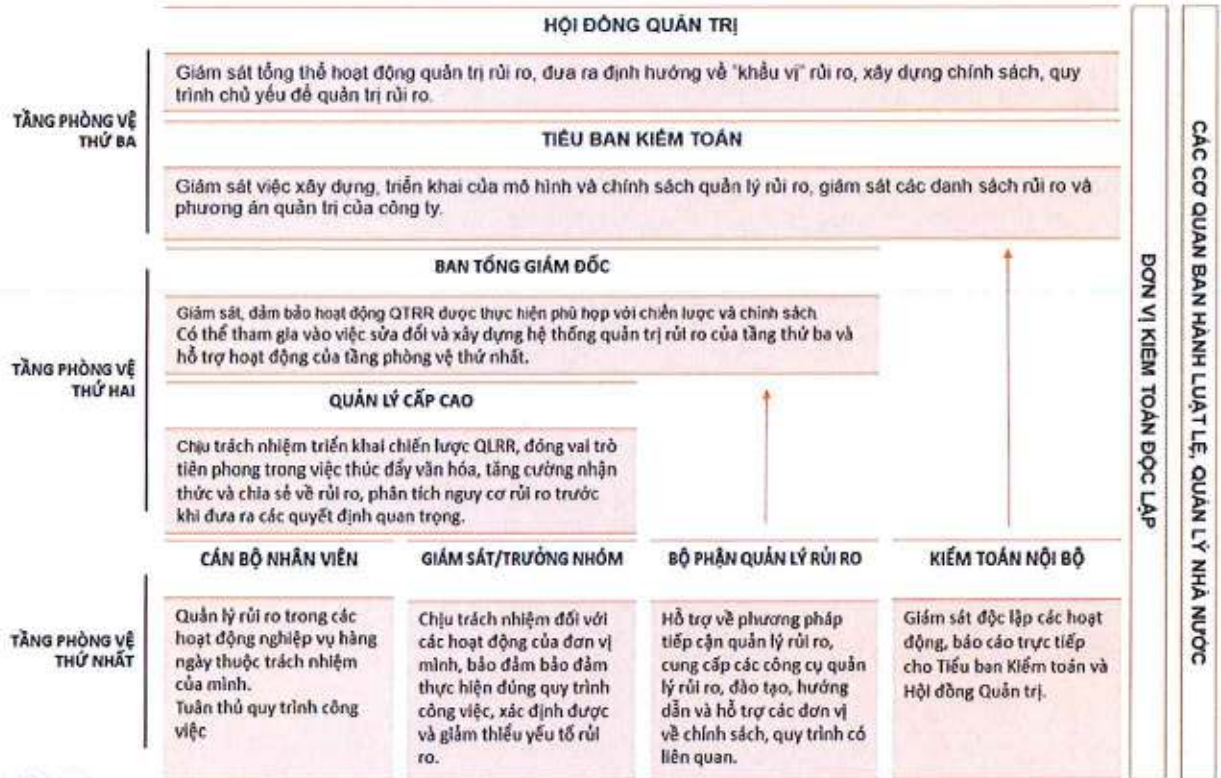 HỘI ĐỒNG QUẢN TRỊ
Giám sát tổng thể hoạt động quản trị rủi ro, đưa ra định hướng về "khẩu vị" rủi ro, xây dựng chính sách, quy
trình chủ yếu để quản trị rủi ro.
TẦNG PHÒNG VỆ
THỨ BA
TIỂU BAN KIỂM TOÁN
Giám sát việc xây dựng, triển khai của mô hình và chính sách quản lý rủi ro, giám sát các danh sách rủi ro và
phương án quản trị của công ty.
BAN TỔNG GIÁM ĐỐC
Giám sát, đảm bảo hoạt động QTRR được thực hiện phù hợp với chiến lược và chính sách
Có thể tham gia vào việc sửa đổi và xây dựng hệ thống quản trị rủi ro của tầng thứ ba và
hỗ trợ hoạt động của tầng phòng vệ thứ nhất.
TẦNG PHÒNG VỆ
THỨ HAI
QUẢN LÝ CẤP CAO
Chịu trách nhiệm triển khai chiến lược QLRR, đóng vai trò
tiên phong trong việc thúc đẩy văn hóa, tăng cường nhận
thức và chia sẻ về rủi ro, phân tích nguy cơ rủi ro trước
khi đưa ra các quyết định quan trọng.
TẦNG PHÒNG VỆ
THỨ NHẤT
CÁN BỘ NHÂN VIÊN
Quản lý rủi ro trong các
hoạt động nghiệp vụ hàng
ngày thuộc trách nhiệm
của mình.
Tuân thủ quy trình công
việc
GIÁM SÁT/TRƯỞNG NHÓM
Chịu trách nhiệm đối với
các hoạt động của đơn vị
mình, bảo đảm bảo đảm
thực hiện đúng quy trình
công việc, xác định được
và giảm thiểu yếu tố rủi
ro.
BỘ PHẬN QUẢN LÝ RỦI RO
Hỗ trợ về phương pháp
tiếp cận quản lý rủi ro,
cung cấp các công cụ quản
lý rủi ro, đào tạo, hướng
dẫn và hỗ trợ các đơn vị
về chính sách, quy trình có
liên quan.
KIỂM TOÁN NỘI BỘ
Giám sát độc lập các hoạt
động, báo cáo trực tiếp
cho Tiểu ban Kiểm toán và
Hội đồng Quản trị.
ĐƠN VỊ KIỂM TOÁN ĐỘC LẬP
CÁC CƠ QUAN BAN HÀNH LUẬT LỆ, QUẢN LÝ NHÀ NƯỚC